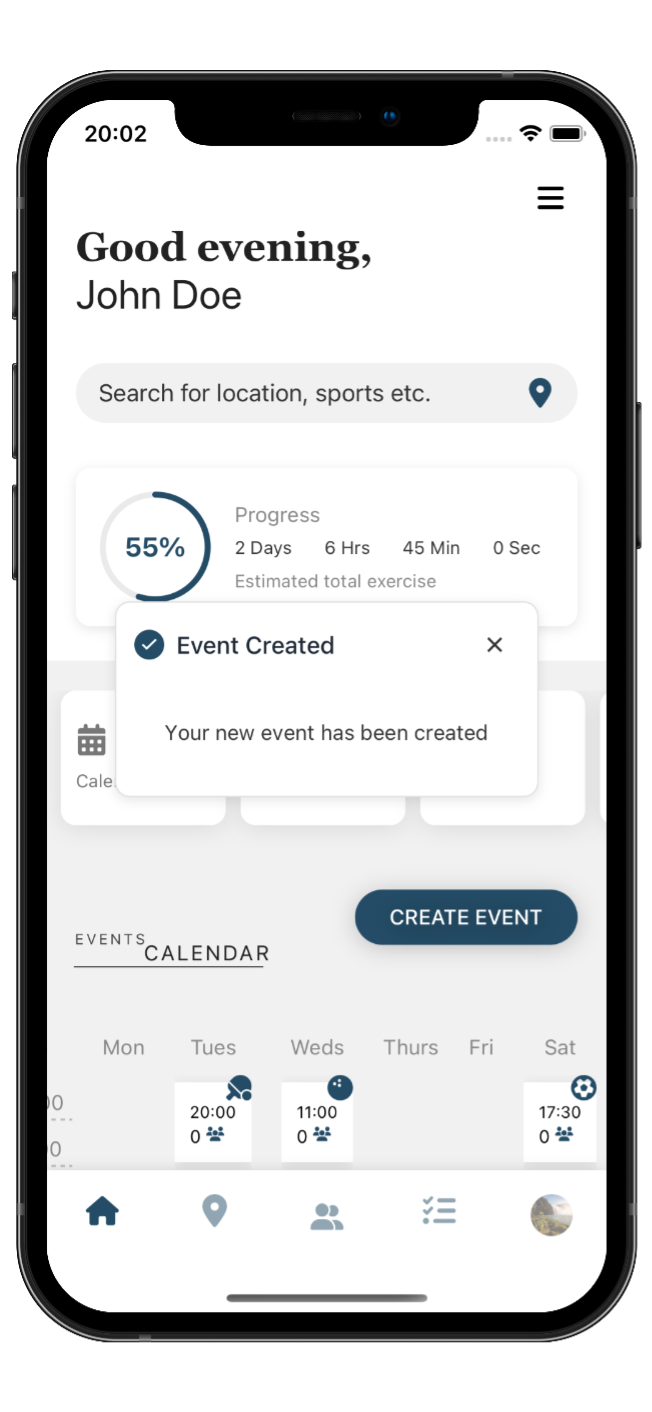 20:02
Good evening,
John Doe
Search for location, sports etc.
55%
Progress
2 Days 6 Hrs 45 Min 0 Sec
Estimated total exercise
Event Created
Your new event has been created
Cale
CREATE EVENT
EVENTS
CALENDAR
Mon Tues Weds Thurs Fri Sat
20:00 11:00 17:30
0 0 0